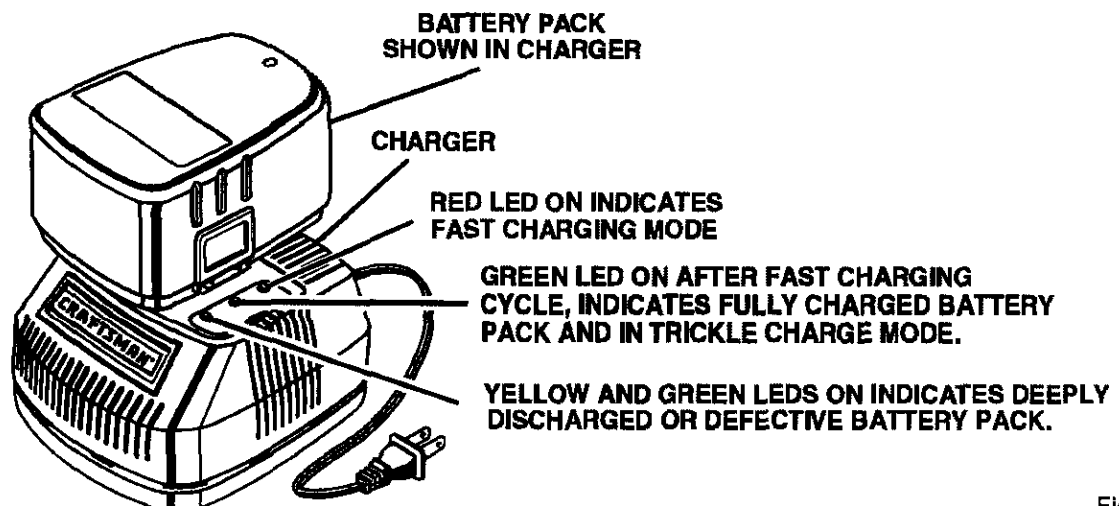 BATTERY PACK
SHOWN IN CHARGER
CHARGER
RED LED ON INDICATES
FAST CHARGING MODE
GREEN LED ON AFTER FAST CHARGING
CYCLE, INDICATES FULLY CHARGED BATTERY
PACK AND IN TRICKLE CHARGE MODE.
CRAFTSMAN
YELLOW AND GREEN LEDS ON INDICATES DEEPLY
DISCHARGED OR DEFECTIVE BATTERY PACK.